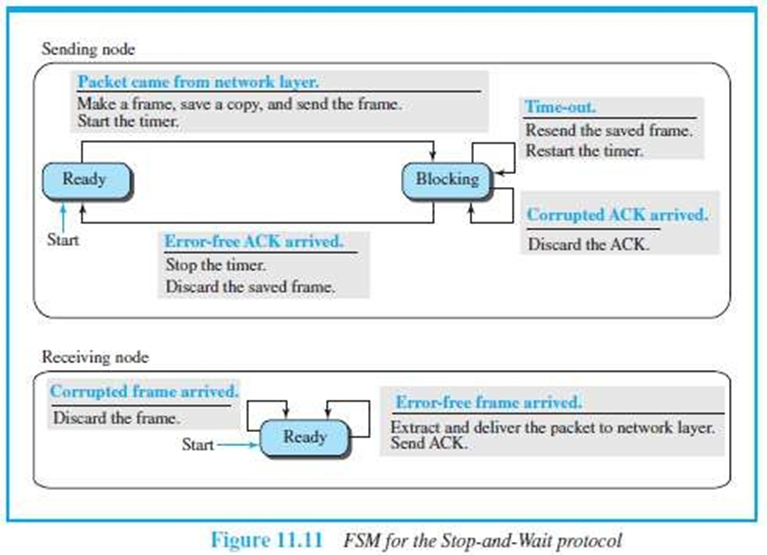 Sending node
Packet came from network layer.
Make a frame, save a copy, and send the frame.
Start the timer.
Time-out.
Resend the saved frame.
Restart the timer.
Ready
Blocking
Corrupted ACK arrived.
Discard the ACK.
Start
Error-free ACK arrived.
Stop the timer.
Discard the saved frame.
Receiving node
Corrupted frame arrived.
Discard the frame.
Start
Ready
Error-free frame arrived.
Extract and deliver the packet to network layer.
Send ACK.
Figure 11.11 FSM for the Stop-and-Wait protocol